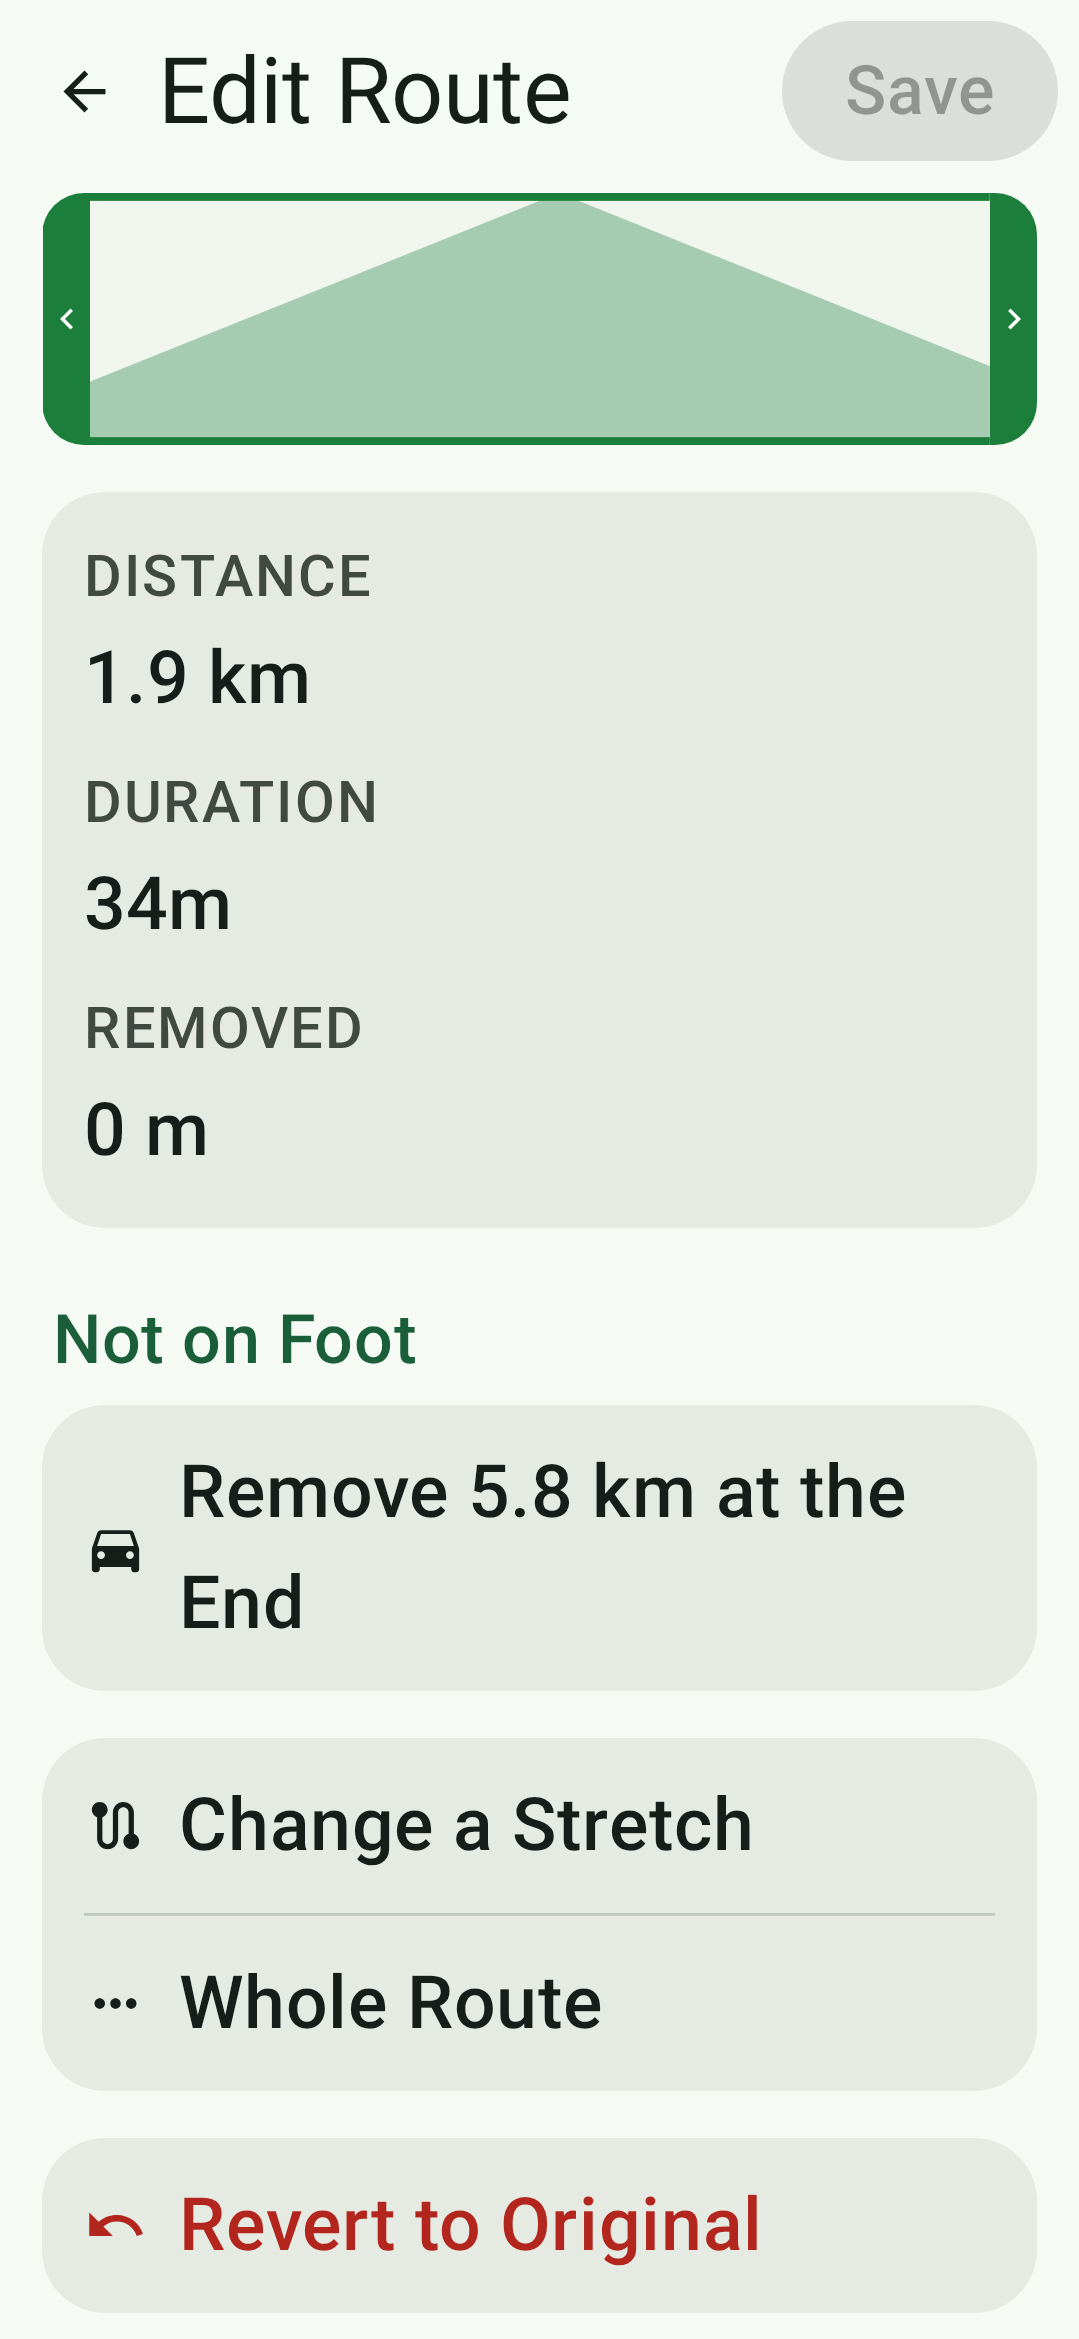 Edit Route
Save
DISTANCE
1.9 km
DURATION
34m
REMOVED
0 m
Not on Foot
Remove 5.8 km at the
End
Change a Stretch
Whole Route
Revert to Original